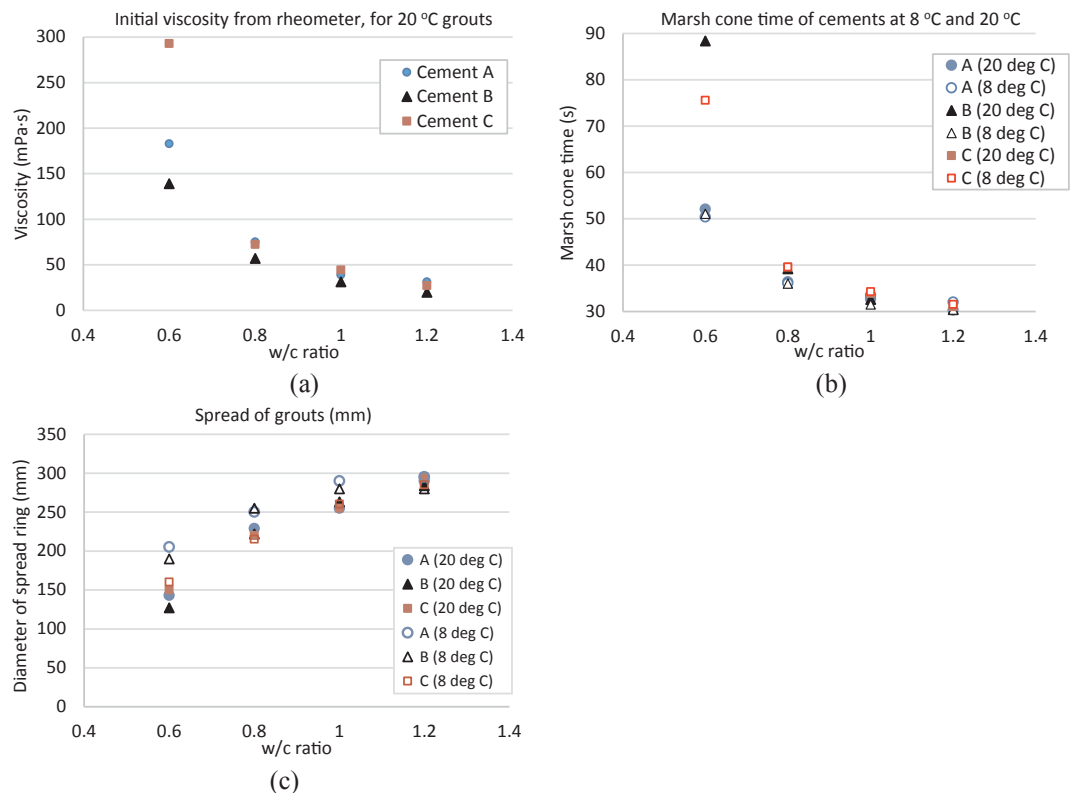 Initial viscosity from rheometer, for 20 °C grouts
300
250
200
150
100
50
0
0.4 0.6 0.8 1 1.2 1.4
Viscosity (mPa·s)
w/c ratio
Cement A
Cement B
Cement C
(a)
Marsh cone time of cements at 8 °C and 20 °C
90
80
70
60
50
40
30
0.4 0.6 0.8 1 1.2 1.4
Marsh cone time (s)
w/c ratio
A (20 deg C)
A (8 deg C)
B (20 deg C)
B (8 deg C)
C (20 deg C)
C (8 deg C)
(b)
Spread of grouts (mm)
350
300
250
200
150
100
50
0
0.4 0.6 0.8 1 1.2 1.4
Diameter of spread ring (mm)
w/c ratio
A (20 deg C)
B (20 deg C)
C (20 deg C)
A (8 deg C)
B (8 deg C)
C (8 deg C)
(c)